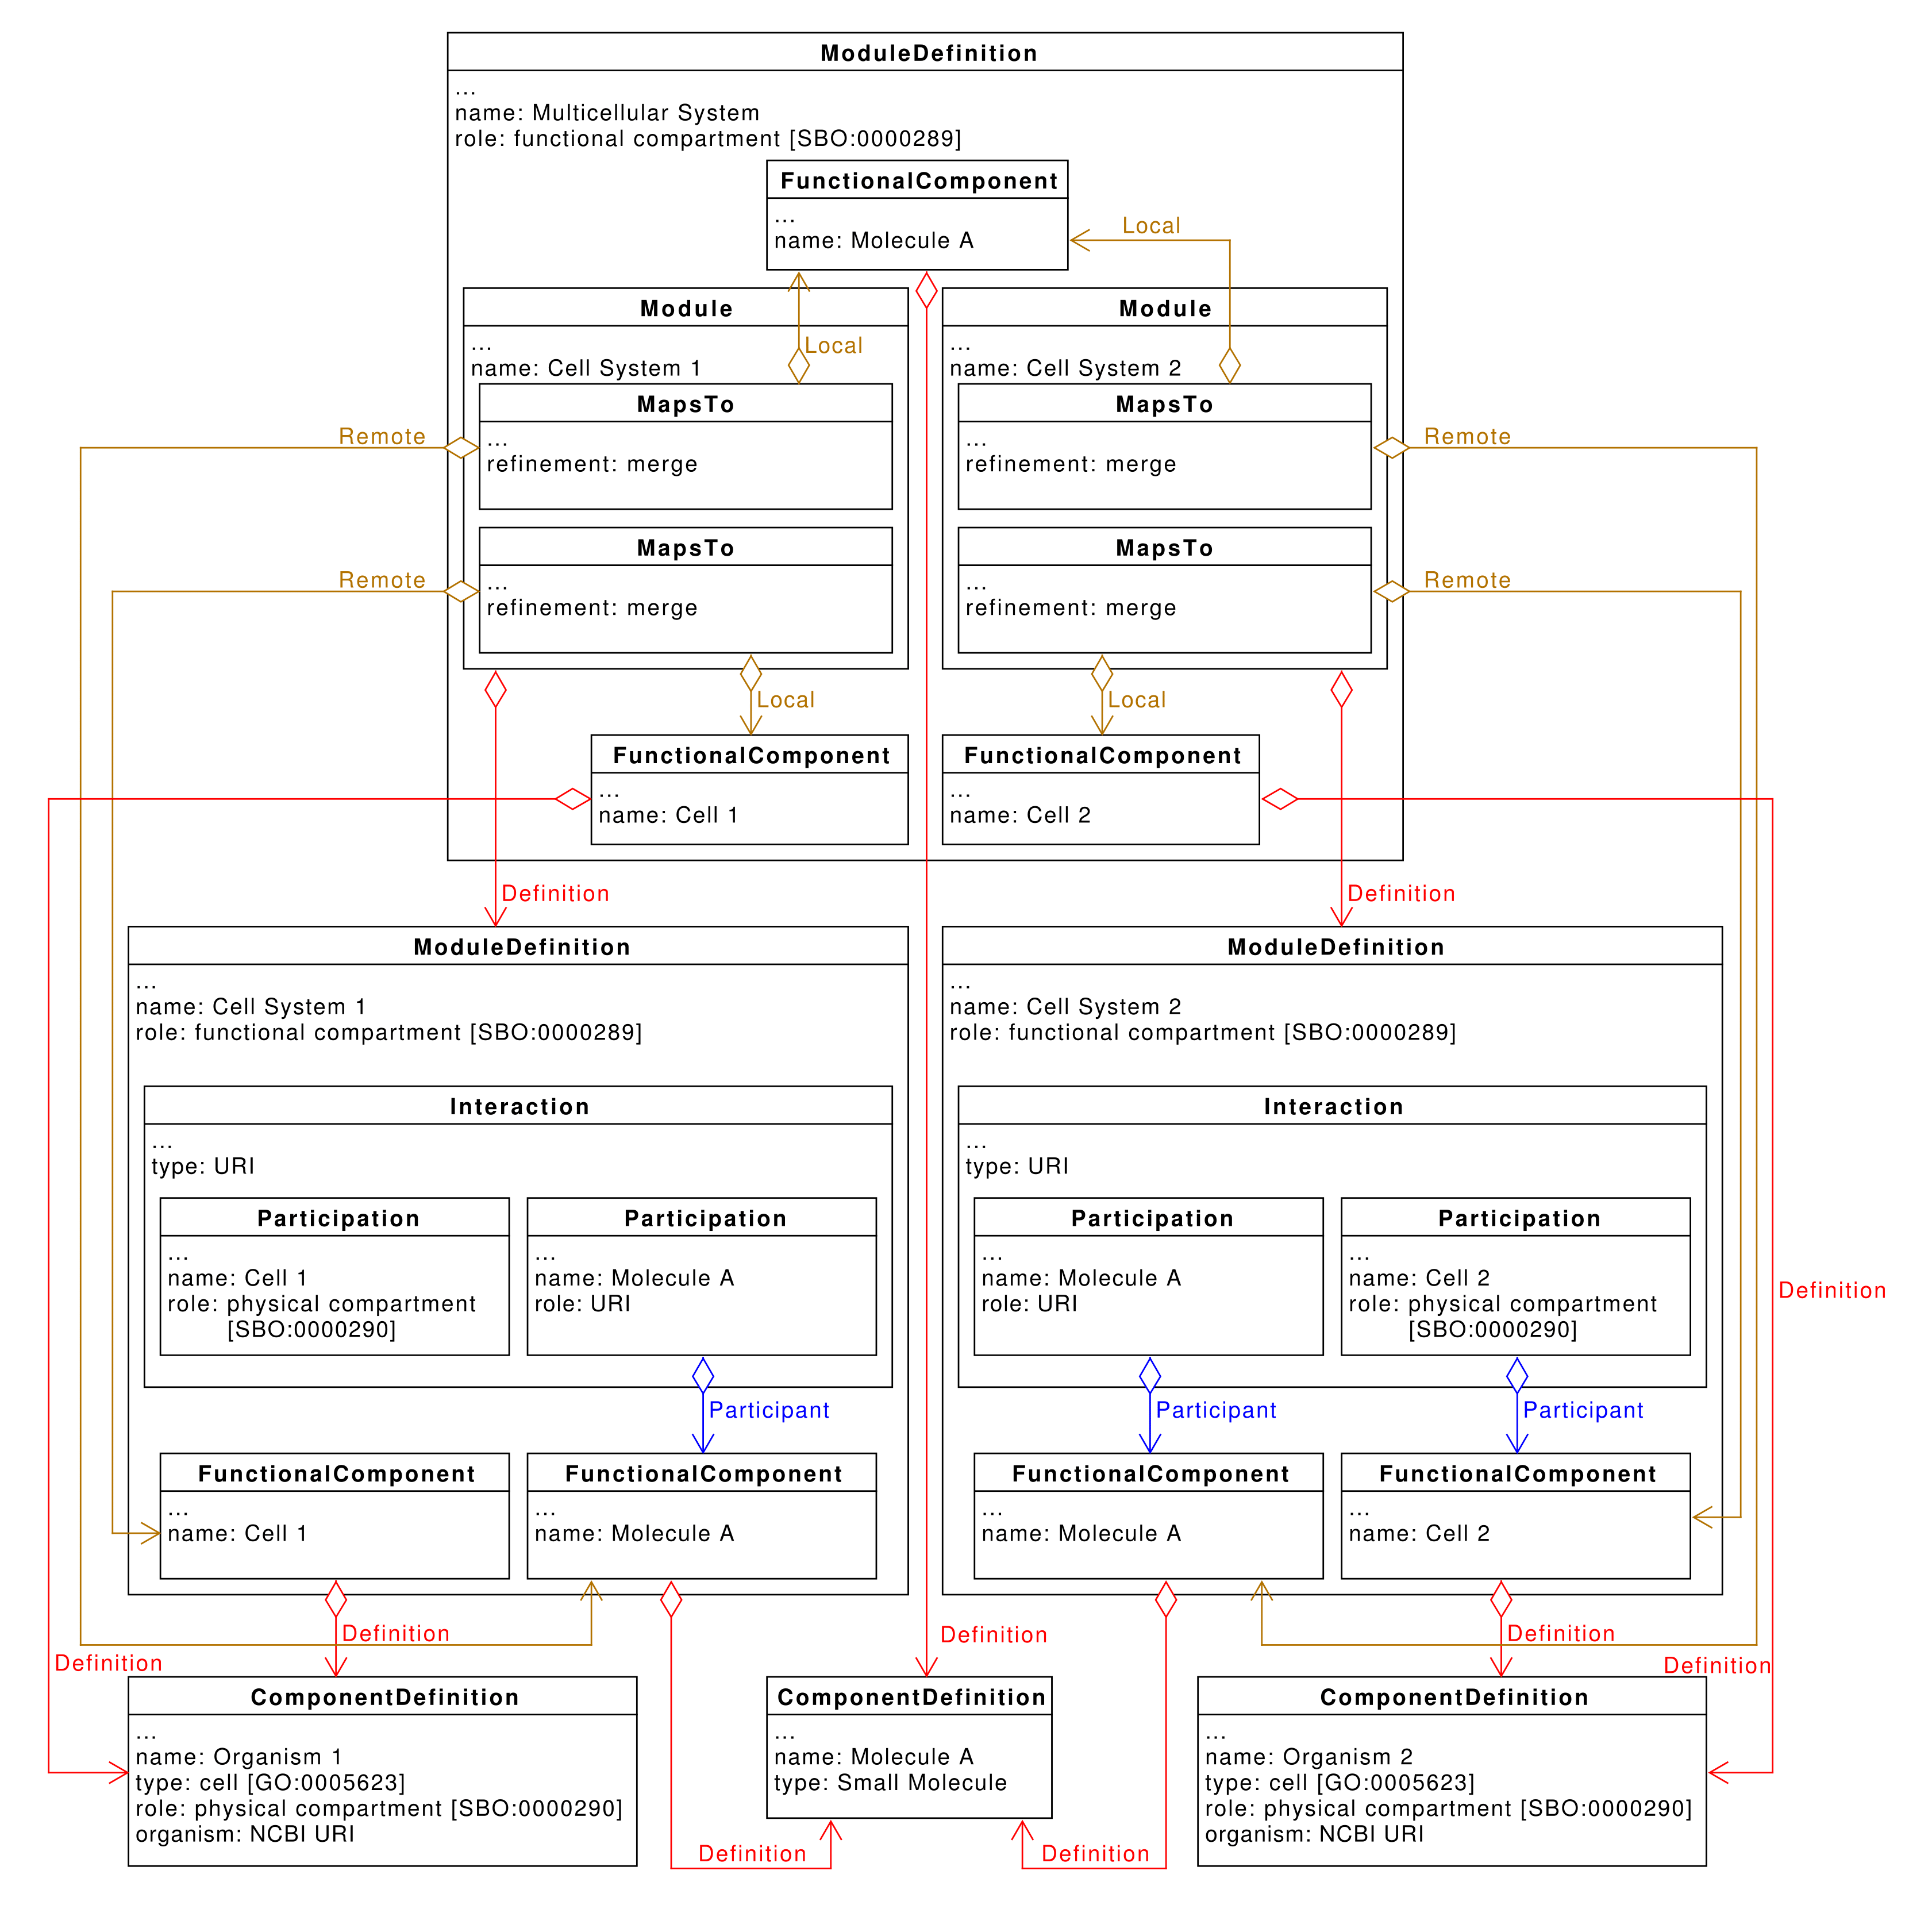 ModuleDefinition
...
name: Multicellular System
role: functional compartment [SBO:0000289]
FunctionalComponent
...
name: Molecule A
Local
Local
Module
...
name: Cell System 1
MapsTo
...
refinement: merge
MapsTo
...
refinement: merge
Module
...
name: Cell System 2
MapsTo
...
refinement: merge
MapsTo
...
refinement: merge
Remote
Remote
Remote
Remote
Local
Local
FunctionalComponent
...
name: Cell 1
FunctionalComponent
...
name: Cell 2
Definition
Definition
ModuleDefinition
...
name: Cell System 1
role: functional compartment [SBO:0000289]
Interaction
...
type: URI
Participation
...
name: Cell 1
role: physical compartment
[SBO:0000290]
Participation
...
name: Molecule A
role: URI
Participant
FunctionalComponent
...
name: Cell 1
FunctionalComponent
...
name: Molecule A
ModuleDefinition
...
name: Cell System 2
role: functional compartment [SBO:0000289]
Interaction
...
type: URI
Participation
...
name: Molecule A
role: URI
Participation
...
name: Cell 2
role: physical compartment
[SBO:0000290]
Definition
Participant
Participant
FunctionalComponent
...
name: Molecule A
FunctionalComponent
...
name: Cell 2
Definition
Definition
Definition
Definition
Definition
ComponentDefinition
...
name: Organism 1
type: cell [GO:0005623]
role: physical compartment [SBO:0000290]
organism: NCBI URI
ComponentDefinition
...
name: Molecule A
type: Small Molecule
ComponentDefinition
...
name: Organism 2
type: cell [GO:0005623]
role: physical compartment [SBO:0000290]
organism: NCBI URI
Definition
Definition